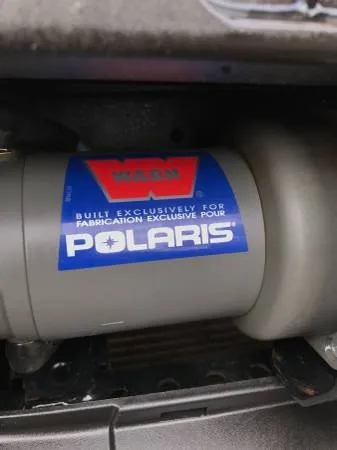 WARN
®
BUILT EXCLUSIVELY FOR
FABRICATION EXCLUSIVE POUR
POLARIS®